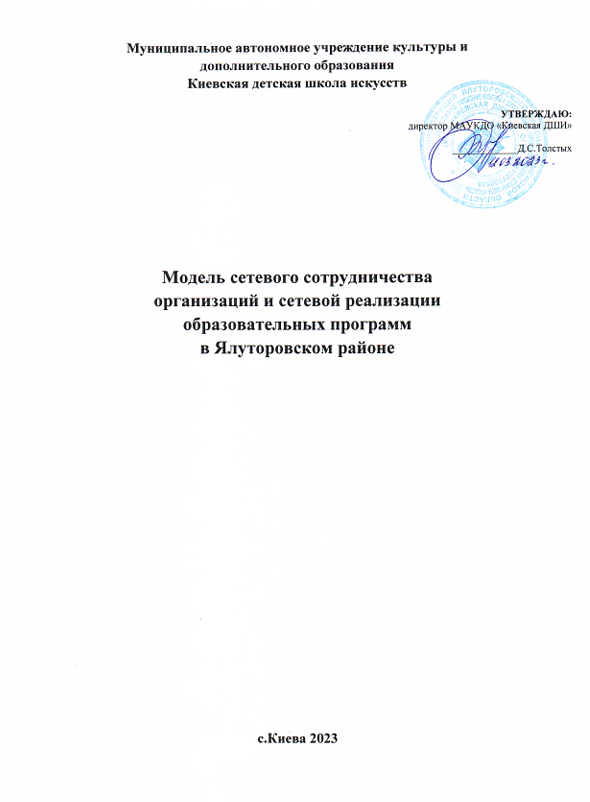 Муниципальное автономное учреждение культуры и
дополнительного образования
Киевская детская школа искусств
УТВЕРЖДАЮ:
директор МАУКДО «Киевская ДШИ»
Д.С.Толстых
Модель сетевого сотрудничества
организаций и сетевой реализации
образовательных программ
в Ялуторовском районе
с.Киева 2023